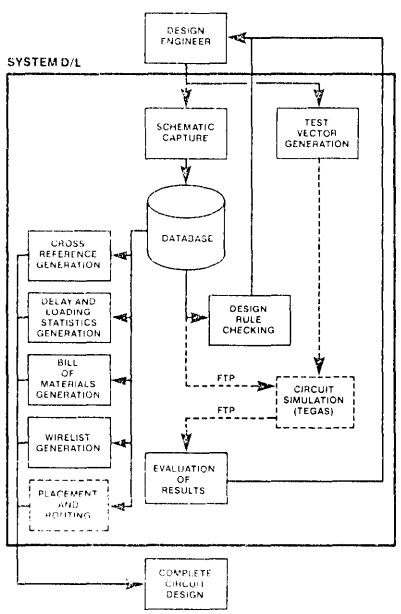 DESIGN
ENGINEER
SYSTEM D/L
SCHEMATIC
CAPTURE
TEST
VECTOR
GENERATION
DATABASE
CROSS
REFERENCE
GENERATION
DELAY AND
LOADING
STATISTICS
GENERATION
DESIGN
RULE
CHECKING
BILL
OF
MATERIALS
GENERATION
FTP
CIRCUIT
SIMULATION
(TEGAS)
FTP
WIRELIST
GENERATION
EVALUATION
OF
RESULTS
PLACEMENT
AND
ROUTING
COMPLETE
CIRCUIT
DESIGN